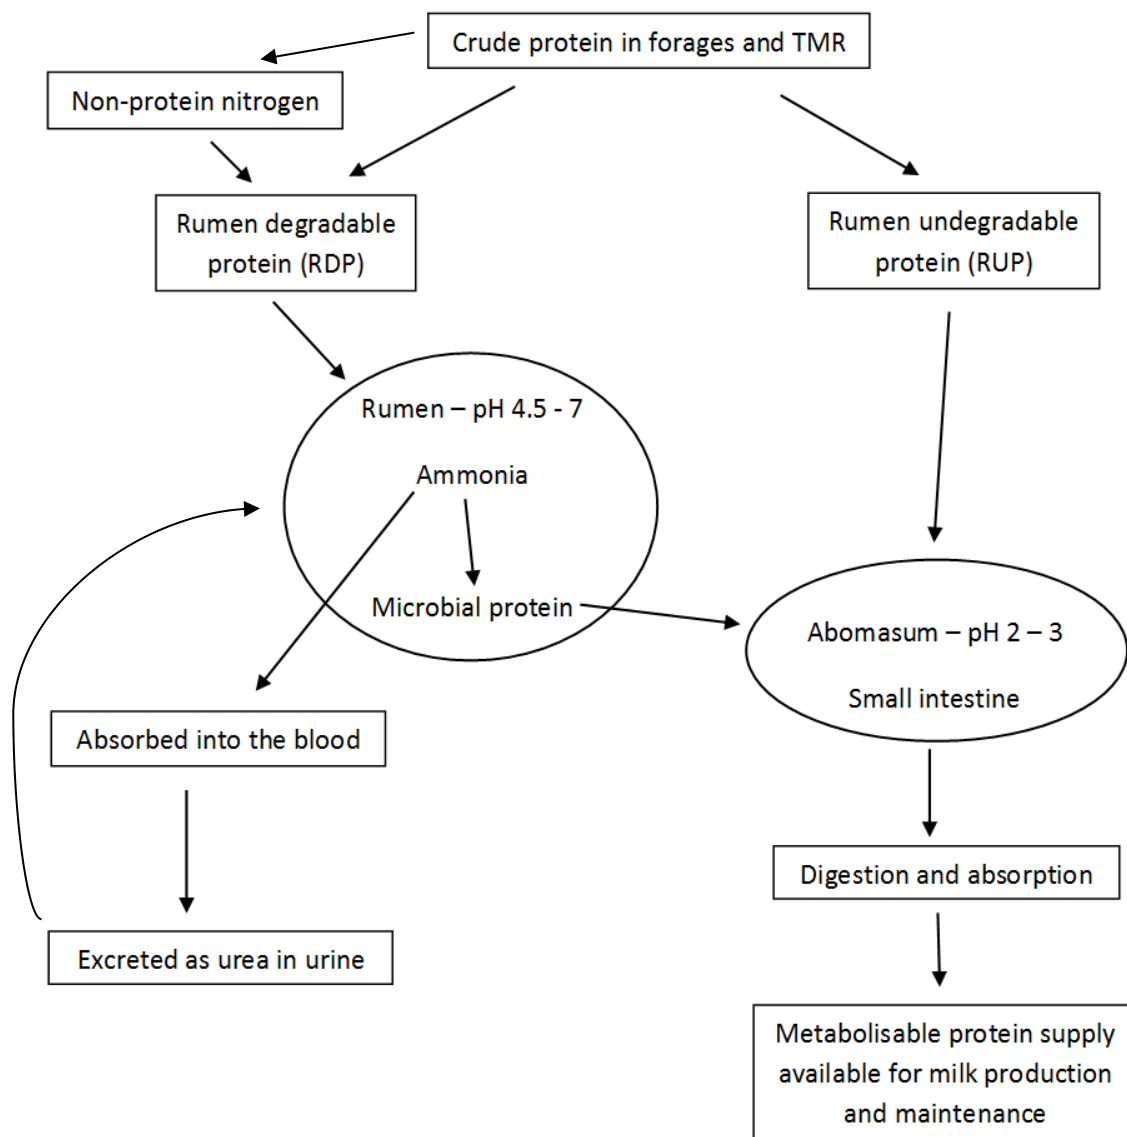 Crude protein in forages and TMR
Non-protein nitrogen
Rumen degradable
protein (RDP)
Rumen undegradable
protein (RUP)
Rumen – pH 4.5 - 7
Ammonia
Microbial protein
Abomasum – pH 2 – 3
Small intestine
Absorbed into the blood
Digestion and absorption
Excreted as urea in urine
Metabolisable protein supply
available for milk production
and maintenance